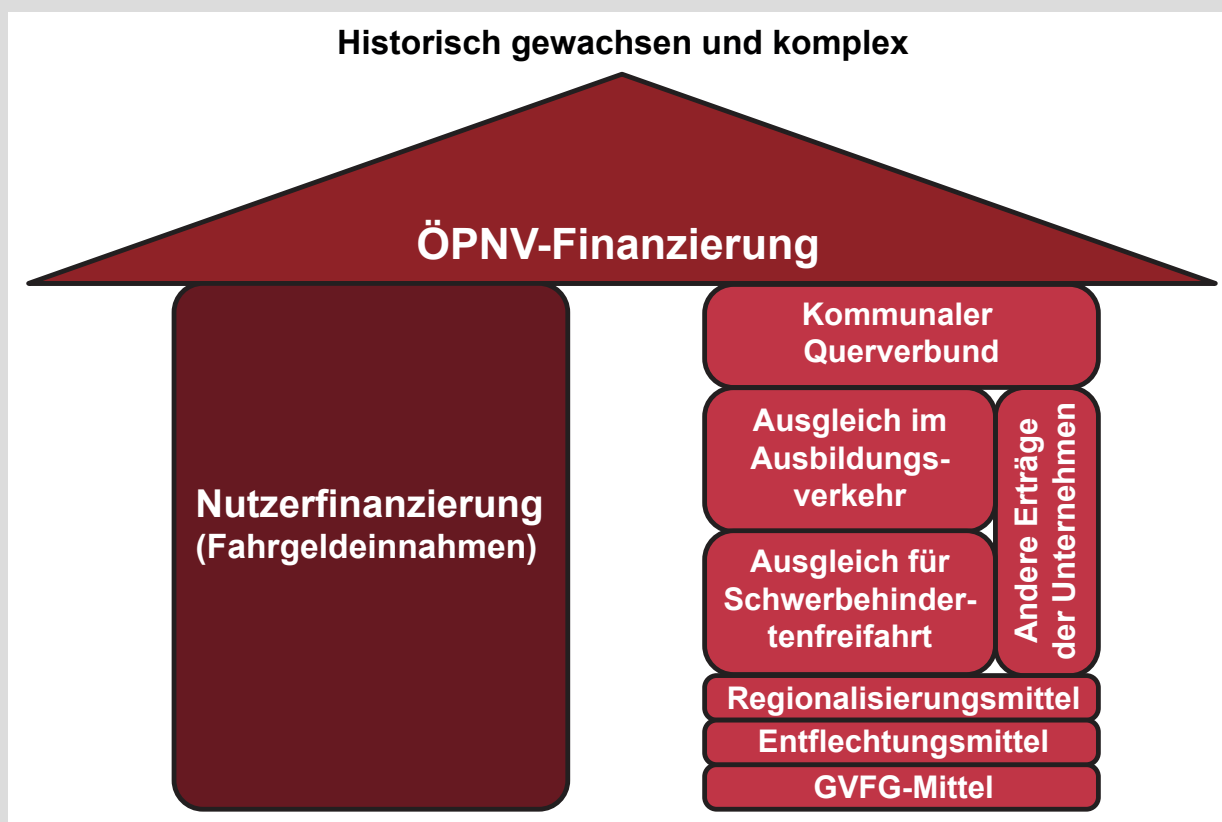 Historisch gewachsen und komplex
ÖPNV-Finanzierung
Nutzerfinanzierung
(Fahrgeldeinnahmen)
Kommunaler
Querverbund
Ausgleich im
Ausbildungs-
verkehr
Ausgleich für
Schwerbehinder-
tenfreifahrt
Andere Erträge
der Unternehmen
Regionalisierungsmittel
Entflechtungsmittel
GVFG-Mittel